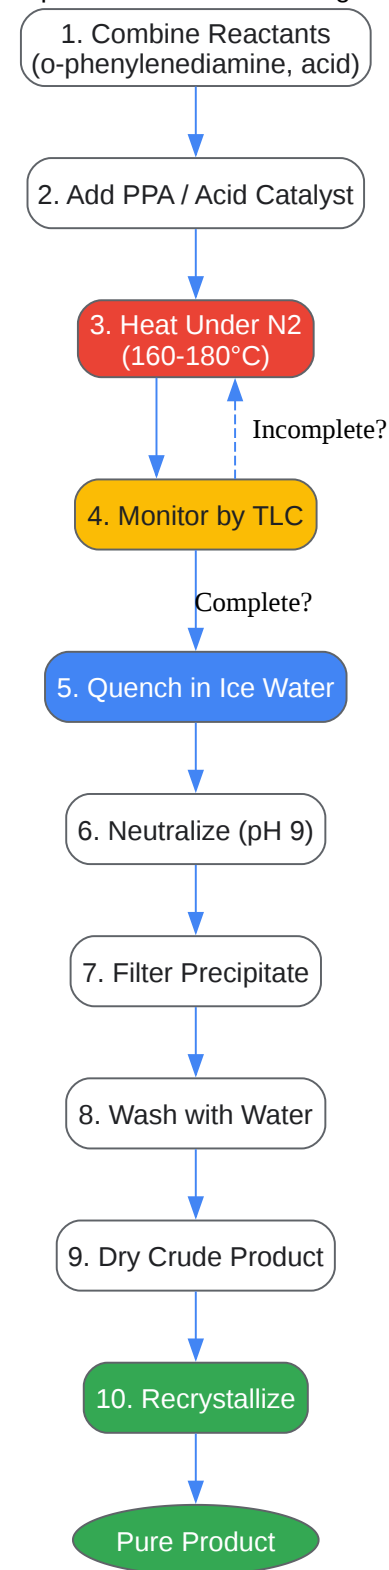 1. Combine Reactants
(o-phenylenediamine, acid)
2. Add PPA / Acid Catalyst
3. Heat Under N2
(160-180°C)
Incomplete?
4. Monitor by TLC
Complete?
5. Quench in Ice Water
6. Neutralize (pH 9)
7. Filter Precipitate
8. Wash with Water
9. Dry Crude Product
10. Recrystallize
Pure Product